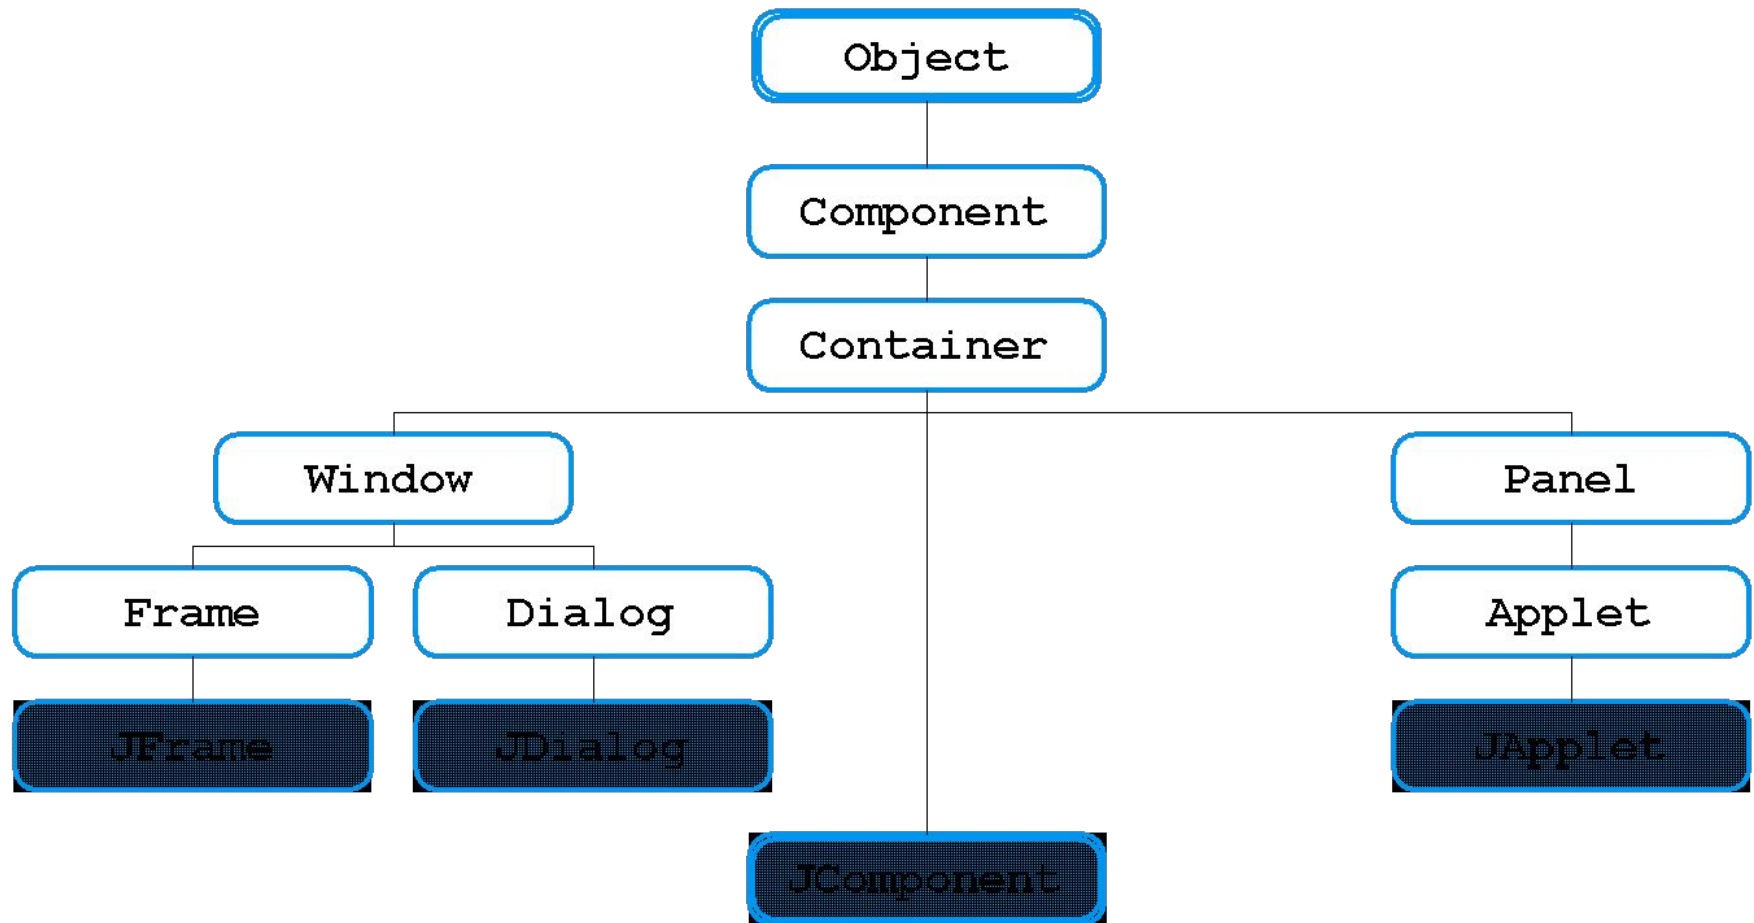 Object
Component
Container
Window
Panel
Frame
Dialog
Applet
JFrame
JDialog
JApplet
JComponent